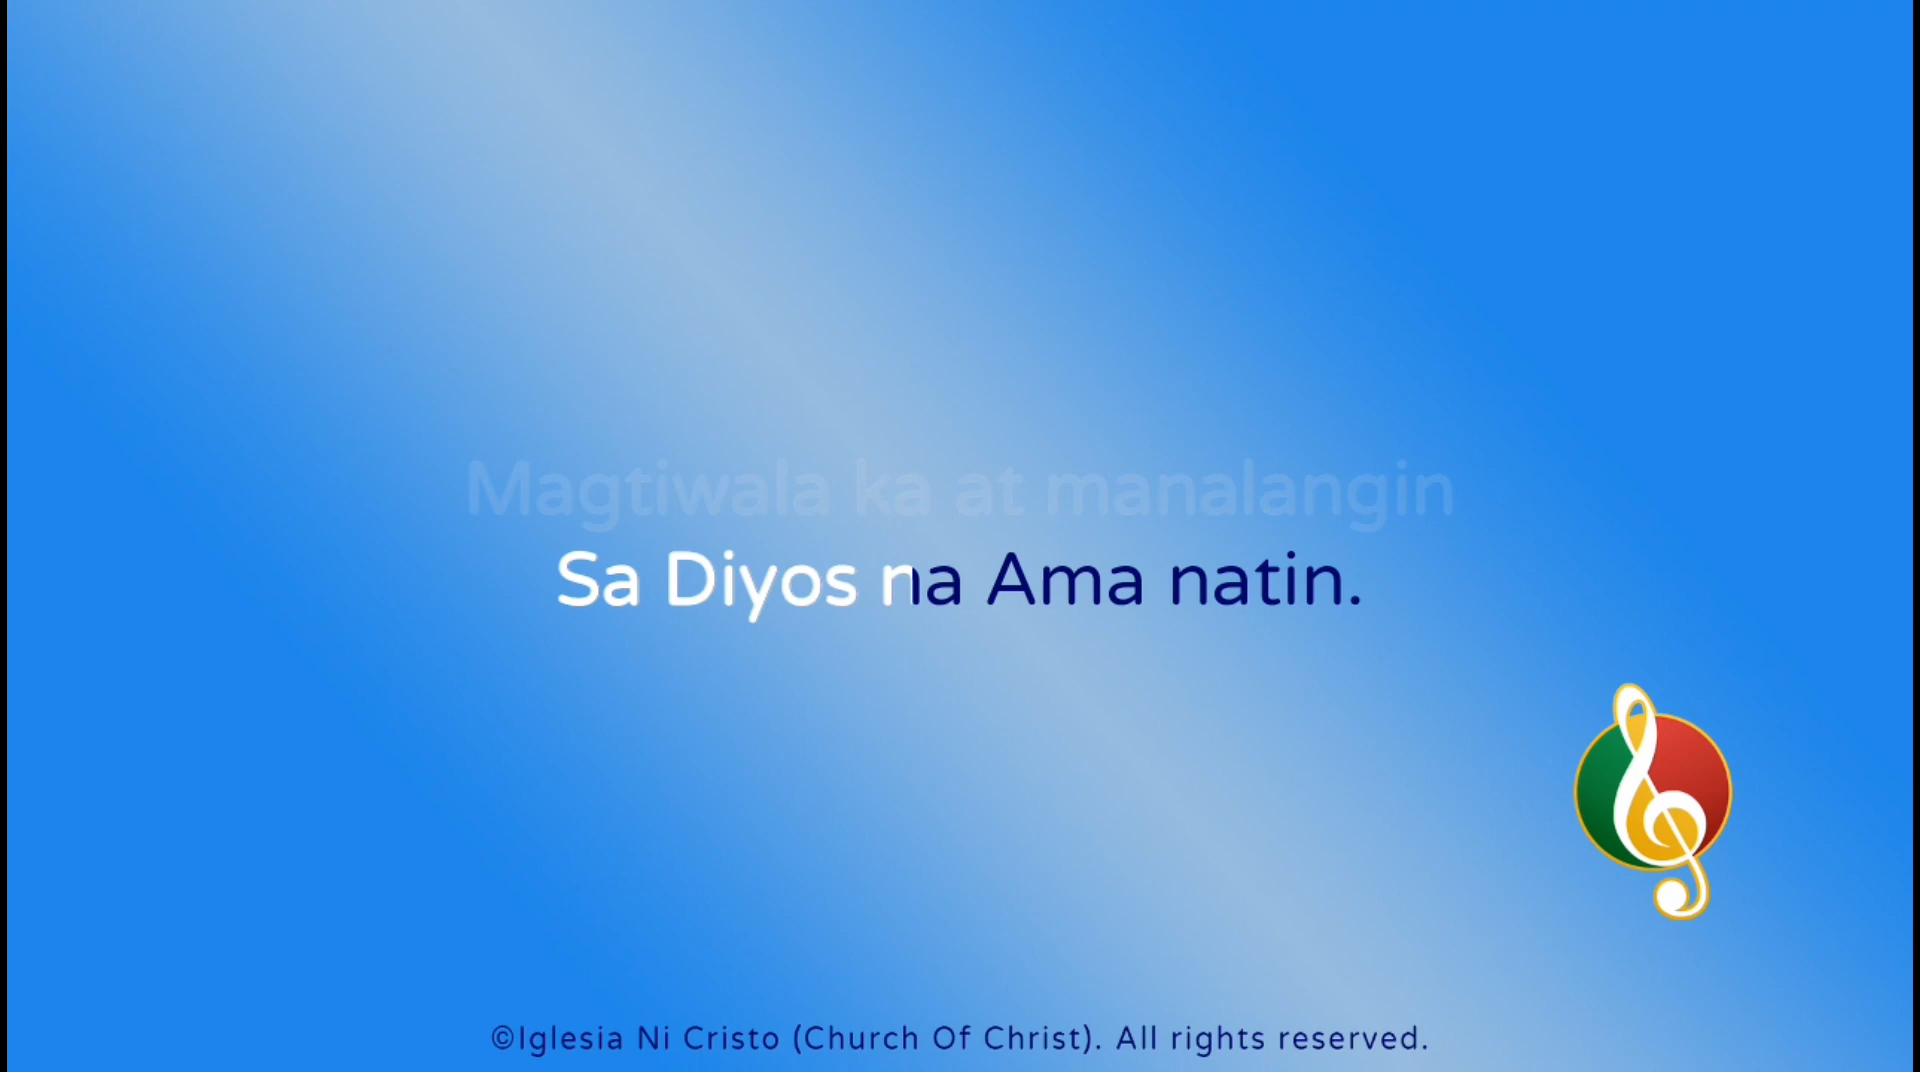 Magtiwala ka at manalangin
Sa Diyos na Ama natin.
©Iglesia Ni Cristo (Church Of Christ). All rights reserved.